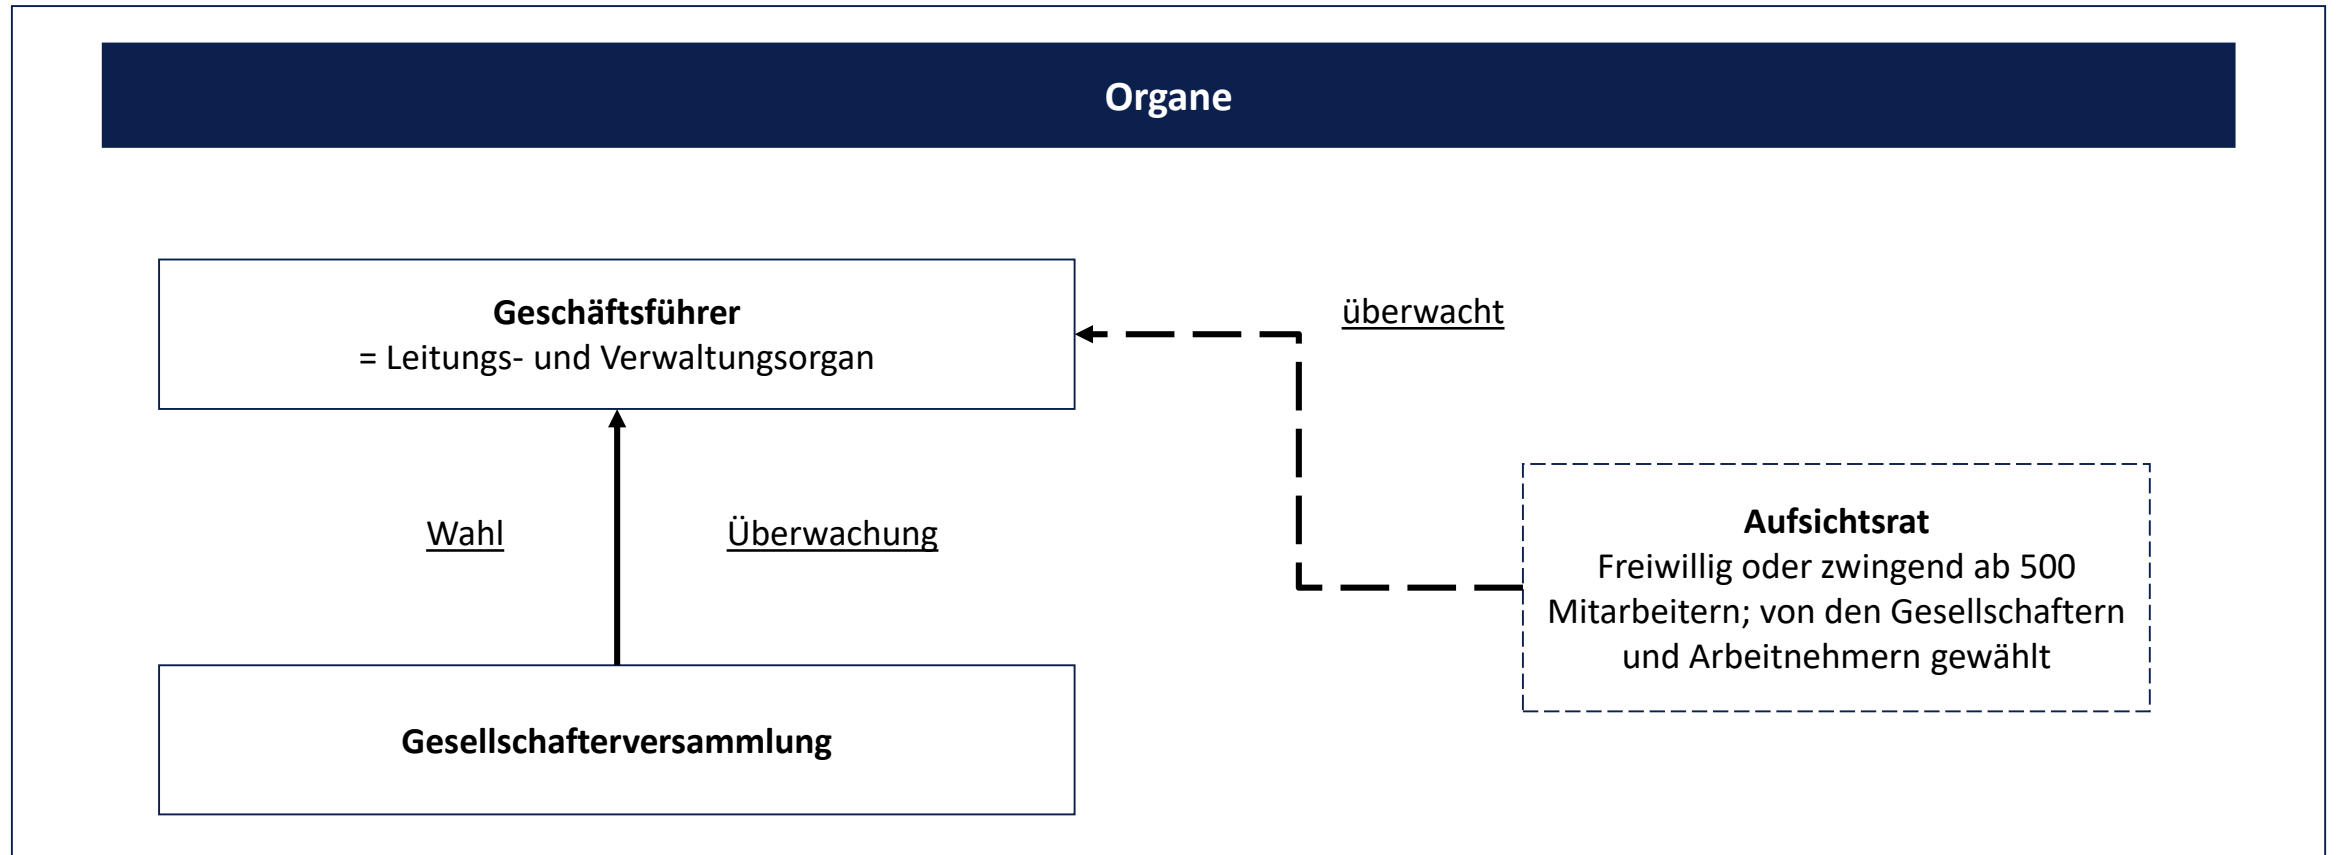 Organe
Geschäftsführer
= Leitungs- und Verwaltungsorgan
überwacht
Wahl
Überwachung
Aufsichtsrat
Freiwillig oder zwingend ab 500
Mitarbeitern; von den Gesellschaftern
und Arbeitnehmern gewählt
Gesellschafterversammlung